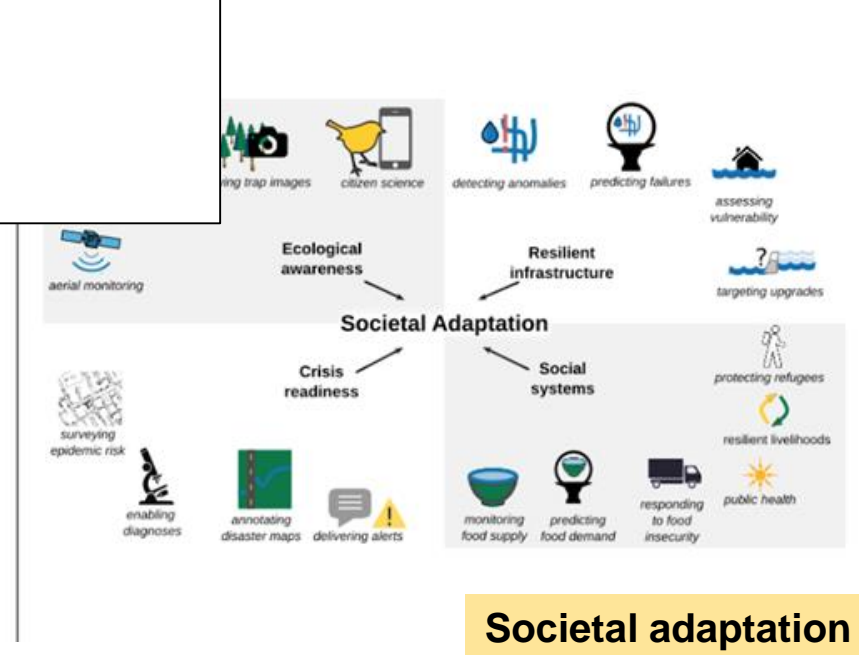 trap images
citizen science
detecting anomalies
predicting failures
assessing
vulnerability
aerial monitoring
Ecological
awareness
Resilient
infrastructure
targeting upgrades
Societal Adaptation
Crisis
readiness
Social
systems
protecting refugees
surveying
epidemic risk
resilient livelihoods
enabling
diagnoses
annotating
disaster maps
delivering alerts
monitoring
food supply
predicting
food demand
responding
to food
insecurity
public health
Societal adaptation